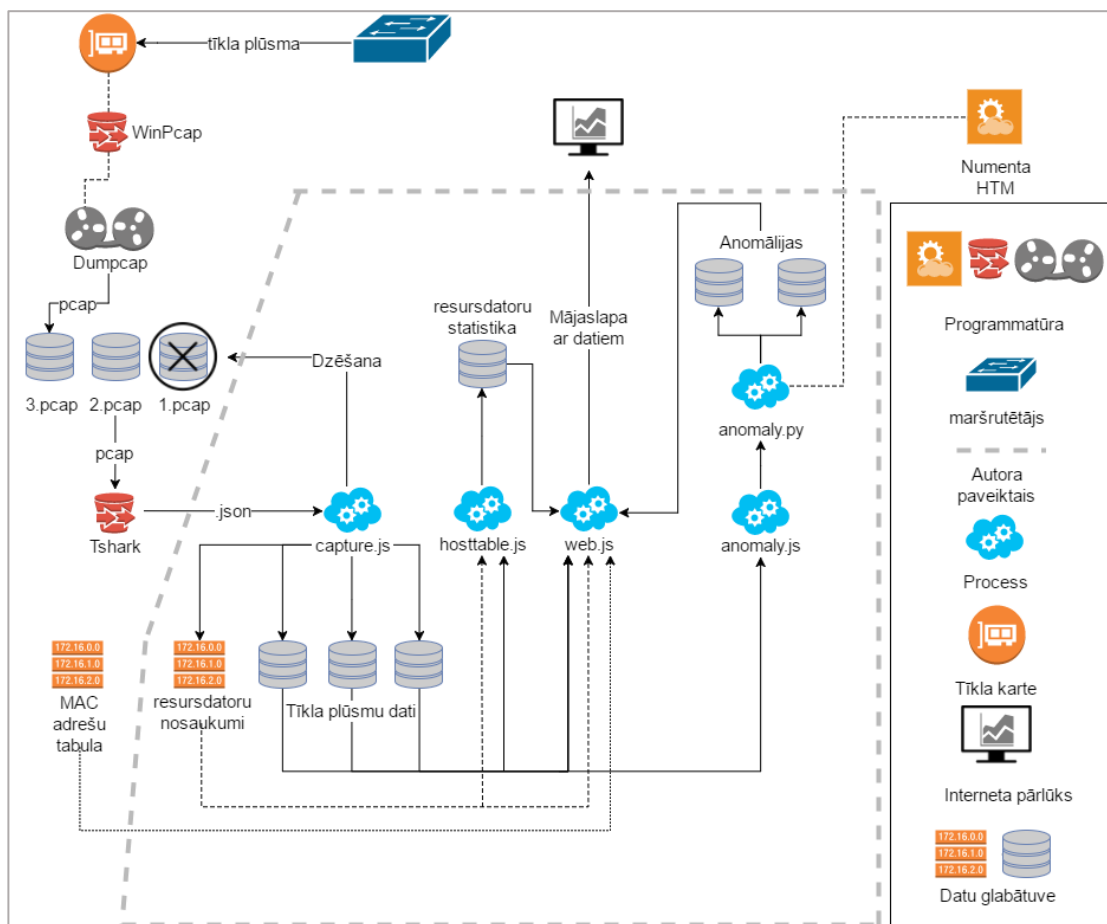 tīkla plūsma
WinPcap
Numenta
HTM
Dumpcap
pcap
3.pcap
2.pcap
1.pcap
Dzēšana
resursdatoru
statistika
Mājaslapa
ar datiem
Anomālijas
anomaly.py
pcap
Tshark
.json
capture.js
hosttable.js
web.js
anomaly.js
172.16.0.0
172.16.1.0
172.16.2.0
MAC
adrešu
tabula
172.16.0.0
172.16.1.0
172.16.2.0
resursdatoru
nosaukumi
Tīkla plūsmu dati
Programmatūra
maršrutētājs
Autora
paveiktais
Process
Tīkla karte
Interneta pārlūks
172.16.0.0
172.16.1.0
172.16.2.0
Datu glabātuve